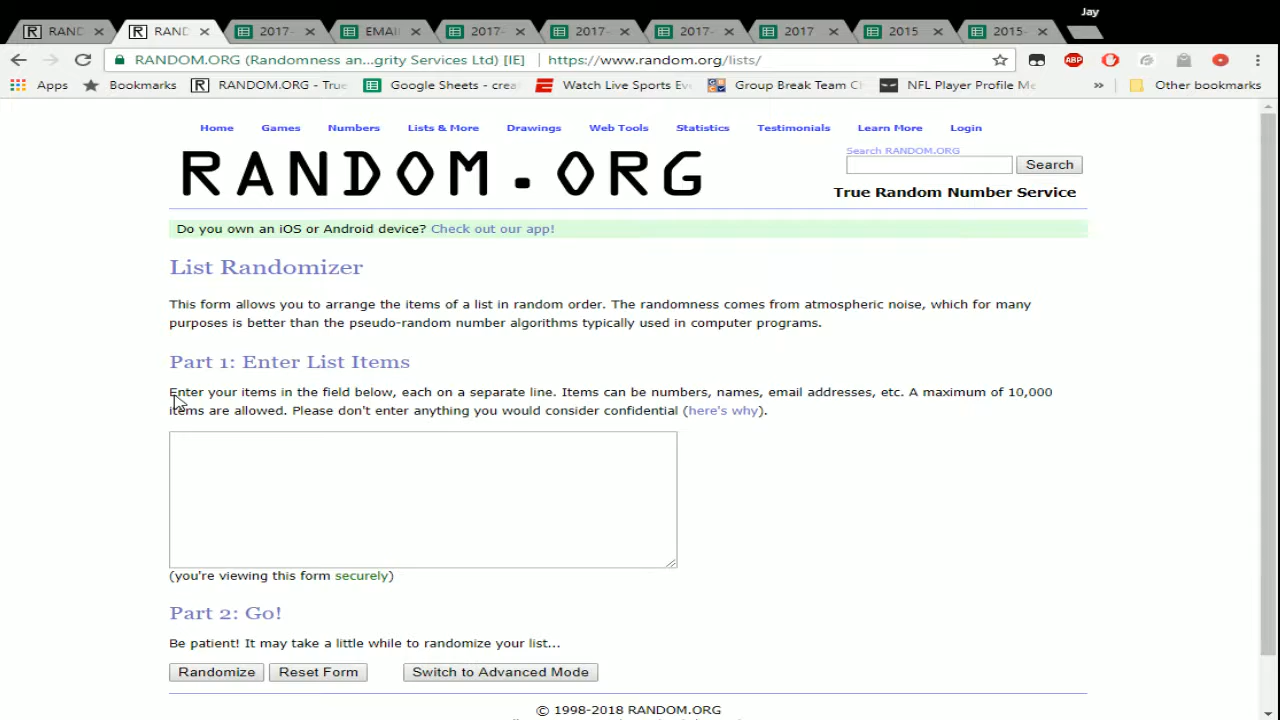 Jay
RAND
RAND
2017-
EMAI
2017-
2017-
2017-
2017
2015
2015-
RANDOM.ORG (Randomness an...grity Services Ltd) [IE]
https://www.random.org/lists/
ABP
Apps
Bookmarks
RANDOM.ORG - True
Google Sheets - crea
Watch Live Sports Eve
Group Break Team Ch
NFL Player Profile Me
»
Other bookmarks
Home
Games
Numbers
Lists & More
Drawings
Web Tools
Statistics
Testimonials
Learn More
Login
RANDOM.ORG
Search RANDOM.ORG
Search
True Random Number Service
Do you own an iOS or Android device? Check out our app!
List Randomizer
This form allows you to arrange the items of a list in random order. The randomness comes from atmospheric noise, which for many
purposes is better than the pseudo-random number algorithms typically used in computer programs.
Part 1: Enter List Items
Enter your items in the field below, each on a separate line. Items can be numbers, names, email addresses, etc. A maximum of 10,000
items are allowed. Please don't enter anything you would consider confidential (here's why).
(you're viewing this form securely)
Part 2: Go!
Be patient! It may take a little while to randomize your list...
Randomize
Reset Form
Switch to Advanced Mode
© 1998-2018 RANDOM.ORG